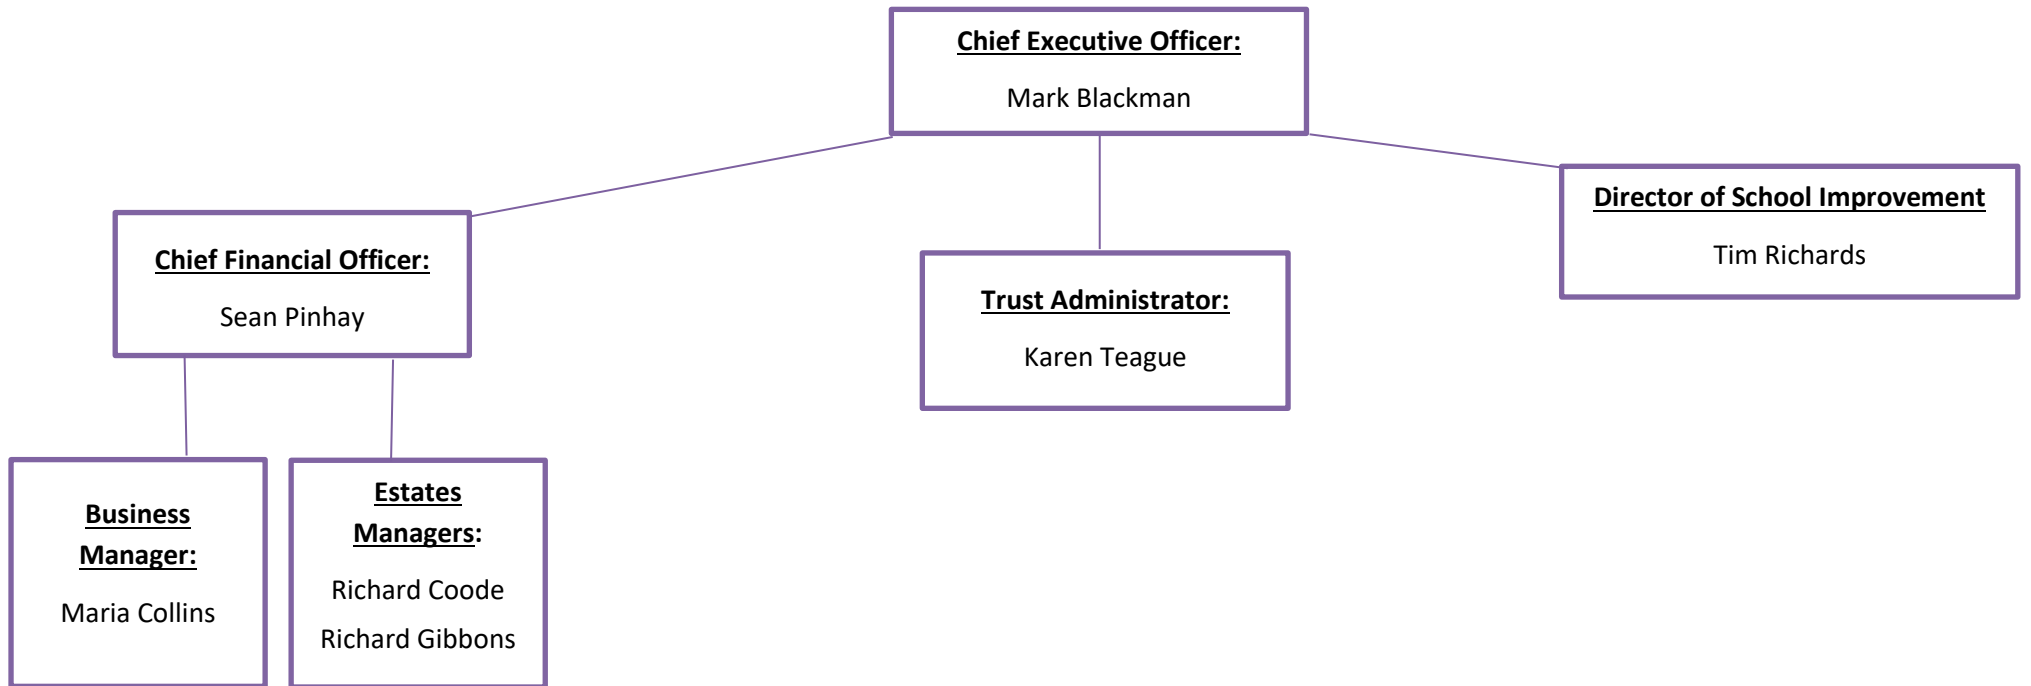 Chief Executive Officer:
Mark Blackman
Director of School Improvement
Tim Richards
Chief Financial Officer:
Sean Pinhay
Trust Administrator:
Karen Teague
Business
Manager:
Maria Collins
Estates
Managers:
Richard Coode
Richard Gibbons